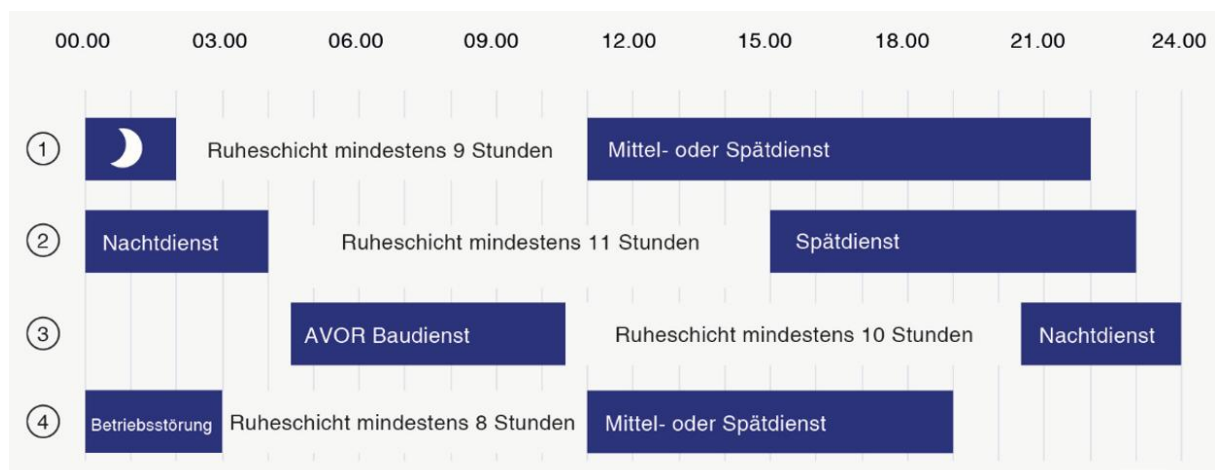 00.00 03.00 06.00 09.00 12.00 15.00 18.00 21.00 24.00
1 Ruheschicht mindestens 9 Stunden Mittel- oder Spätdienst
2 Nachtdienst Ruheschicht mindestens 11 Stunden Spätdienst
3 AVOR Baudienst Ruheschicht mindestens 10 Stunden Nachtdienst
4 Betriebsstörung Ruheschicht mindestens 8 Stunden Mittel- oder Spätdienst